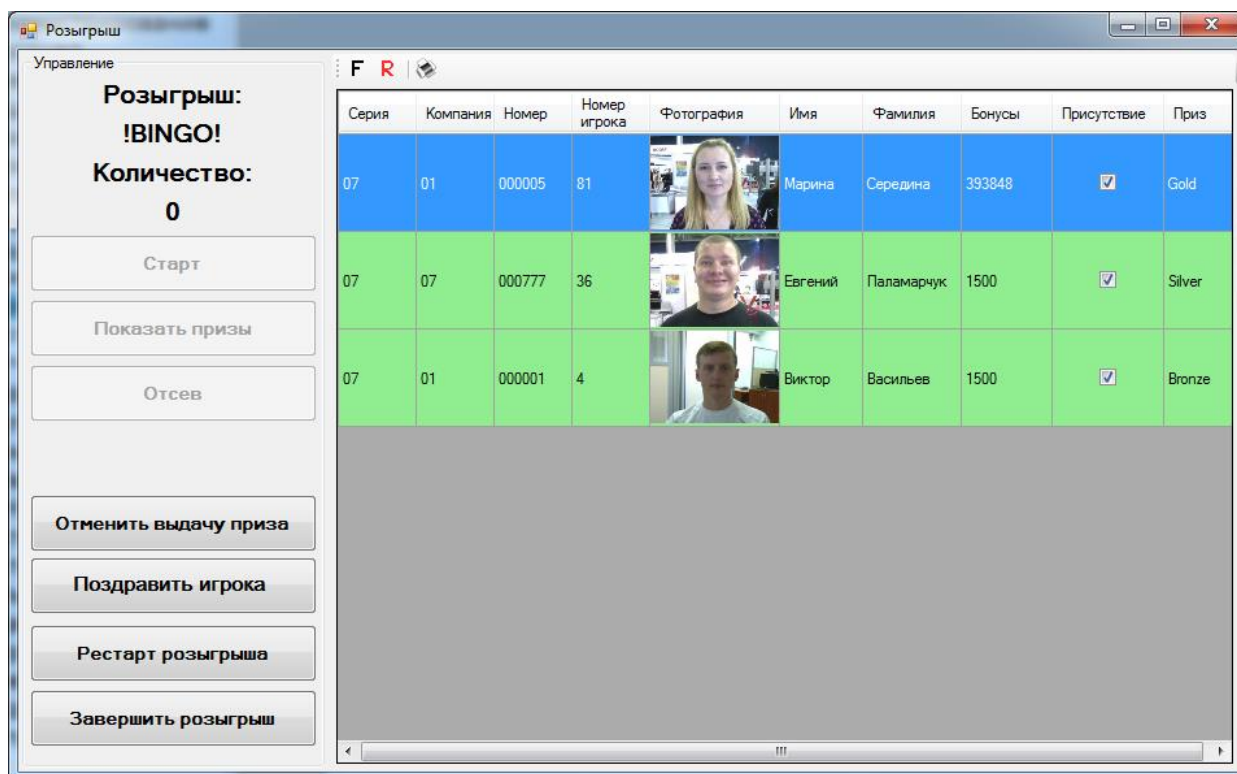 Розыгрыш
Управление
Розыгрыш:
!BINGO!
Количество:
0
Старт
Показать призы
Отсев
Отменить выдачу приза
Поздравить игрока
Рестарт розыгрыша
Завершить розыгрыш
F R
Серия Компания Номер Номер игрока Фотография Имя Фамилия Бонусы Присутствие Приз
07 01 000005 81 Марина Середина 393848 Gold
07 07 000777 36 Евгений Паламарчук 1500 Silver
07 01 000001 4 Виктор Васильев 1500 Bronze